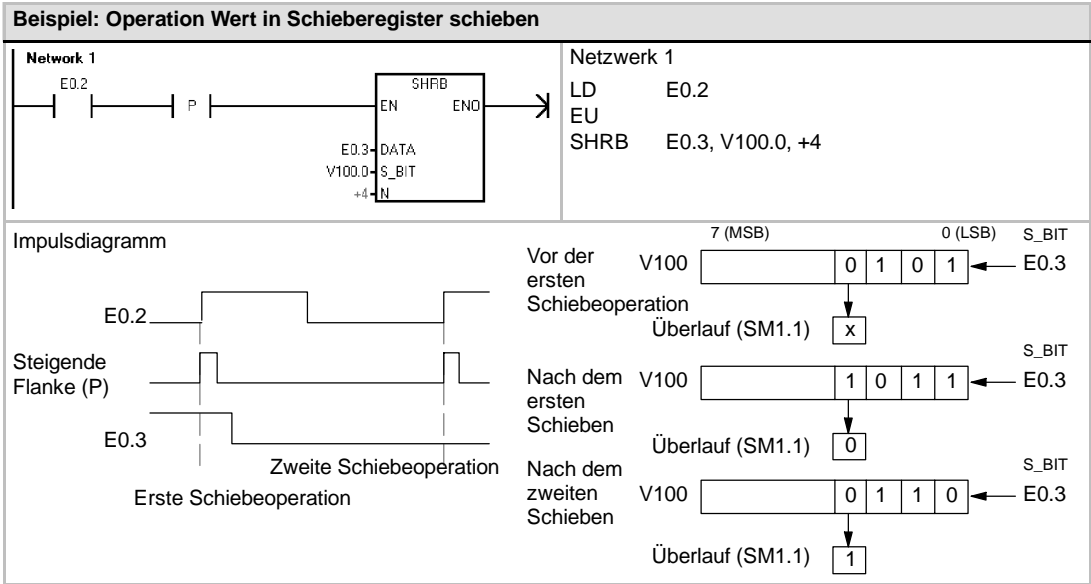 Beispiel: Operation Wert in Schieberegister schieben
Network 1
E0.2
P
SHRB
EN ENO
E0.3 DATA
V100.0 S_BIT
+4 N
Netzwerk 1
LD E0.2
EU
SHRB E0.3, V100.0, +4
Impulsdiagramm
E0.2
Steigende
Flanke (P)
E0.3
Zweite Schiebeoperation
Erste Schiebeoperation
7 (MSB) 0 (LSB) S_BIT
Vor der
ersten
Schiebeoperation
V100 0 1 0 1 E0.3
Überlauf (SM1.1) x
S_BIT
Nach dem
ersten
Schieben
V100 1 0 1 1 E0.3
Überlauf (SM1.1) 0
S_BIT
Nach dem
zweiten
Schieben
V100 0 1 1 0 E0.3
Überlauf (SM1.1) 1